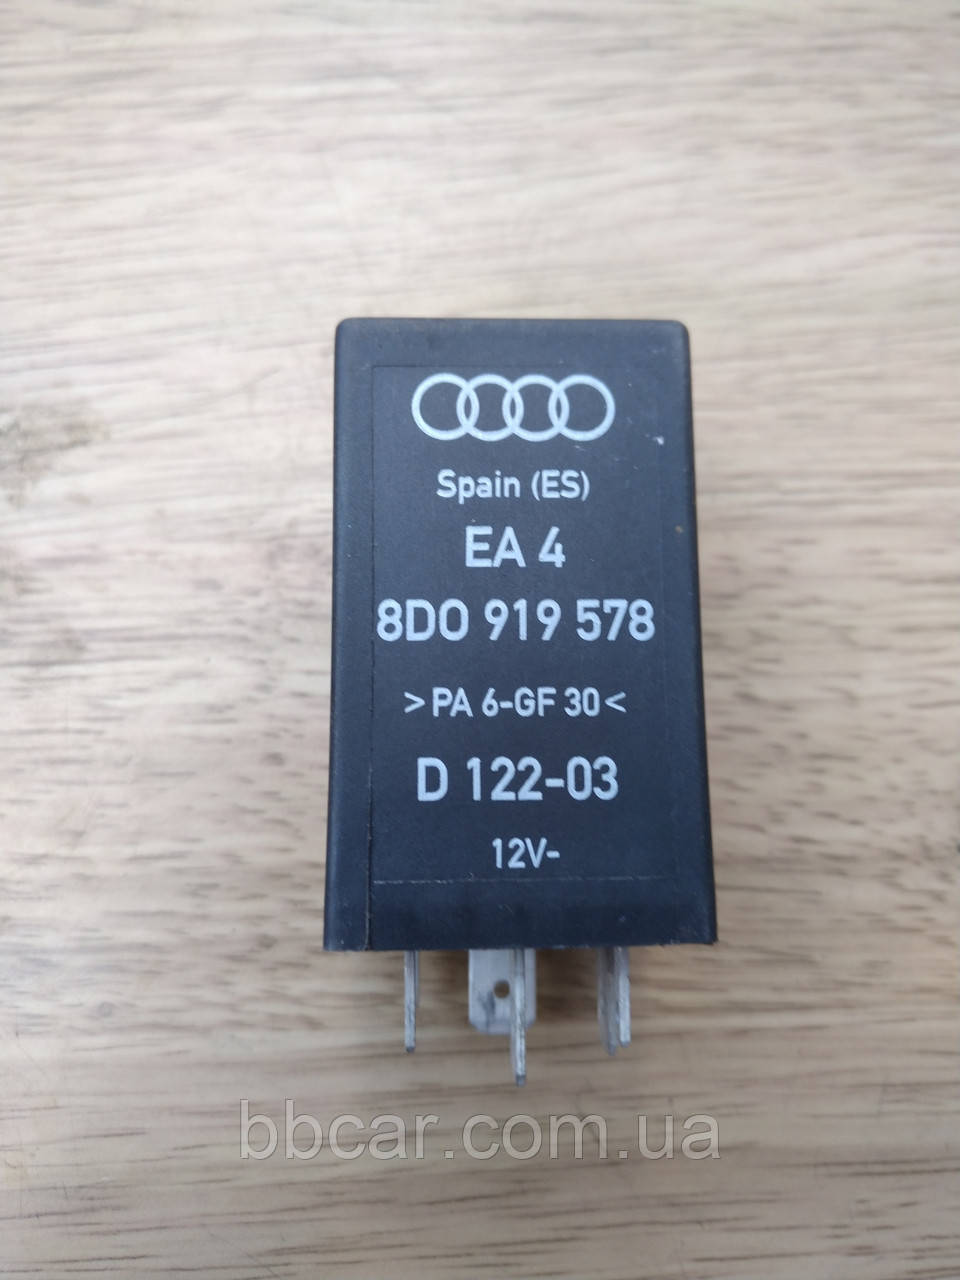 Spain (ES)
EA 4
8D0 919 578
>PA 6-GF 30<
D 122-03
12V-
bbcar.com.ua